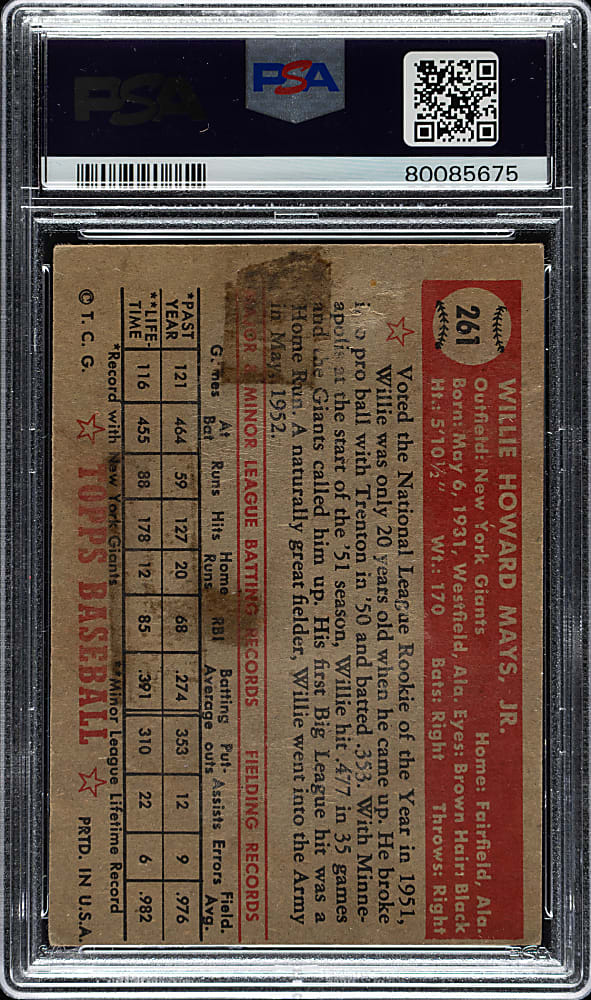 PSA
PSA
80085675
261
WILLIE HOWARD MAYS, JR.
Outfield: New York Giants Home: Fairfield, Ala.
Born: May 6, 1931, Westfield, Ala. Eyes: Brown Hair: Black
Ht.: 5'10½" Wt.: 170 Bats: Right Throws: Right
Voted the National League Rookie of the Year in 1951,
Willie was only 20 years old when he came up. He broke
into pro ball with Trenton in '50 and batted .353. With Minne-
apolis at the start of the '51 season, Willie hit .477 in 35 games
and the Giants called him up. His first Big League hit was a
Home Run. A naturally great fielder, Willie went into the Army
in May, 1952.
MAJOR & MINOR LEAGUE BATTING RECORDS FIELDING RECORDS
Games At Bat Runs Hits Home Runs RBI Batting Average Put-outs Assists Errors Field. Avg.
*PAST YEAR 121 464 59 127 20 68 .274 353 12 9 .976
**LIFE-TIME 116 455 88 178 12 85 .391 310 22 6 .982
*Record with New York Giants **Minor League Lifetime Record
© T. C. G. TOPPS BASEBALL PRTD. IN U.S.A.